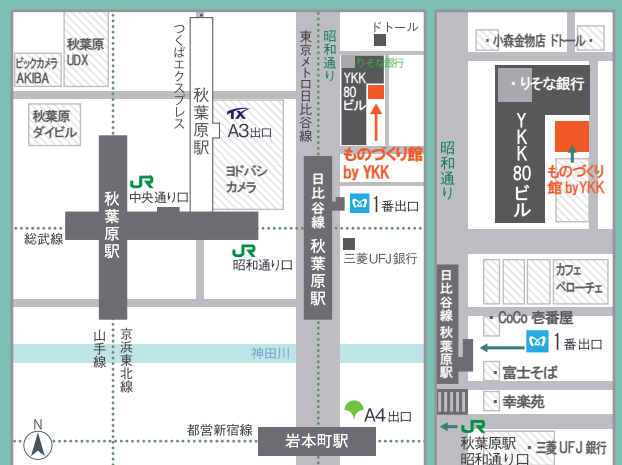 つくばエクスプレス
東京メトロ日比谷線
昭和通り
ドトール
秋葉原
UDX
ビックカメラ
AKIBA
りそな銀行
YKK
80
ビル
秋葉原
ダイビル
秋葉原駅
TX
A3出口
ヨドバシ
カメラ
ものづくり館
by YKK
JR
中央通り口
秋葉原駅
日比谷線 秋葉原駅
1番出口
総武線
JR
昭和通り口
三菱UFJ銀行
山手線
京浜東北線
神田川
N
都営新宿線
A4出口
岩本町駅
・小森金物店
ドトール・
・りそな銀行
YKK80ビル
昭和通り
ものづくり
館 byYKK
日比谷線 秋葉原駅
カフェ
ベローチェ
・CoCo 壱番屋
1番出口
・富士そば
・幸楽苑
JR
秋葉原駅
昭和通り口
・三菱UFJ銀行